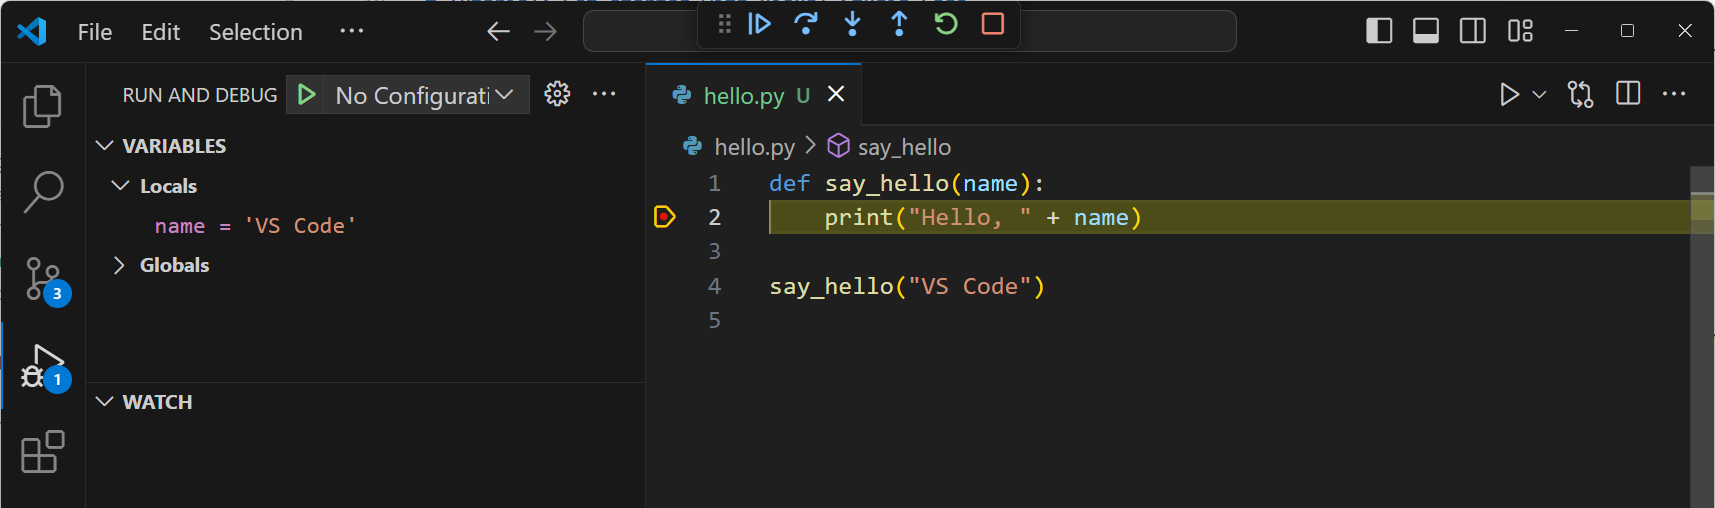 File Edit Selection ...
RUN AND DEBUG No Configurati
VARIABLES
Locals
name = 'VS Code'
Globals
WATCH
3
1
hello.py U
hello.py > say_hello
1 def say_hello(name):
2     print("Hello, " + name)
3
4 say_hello("VS Code")
5